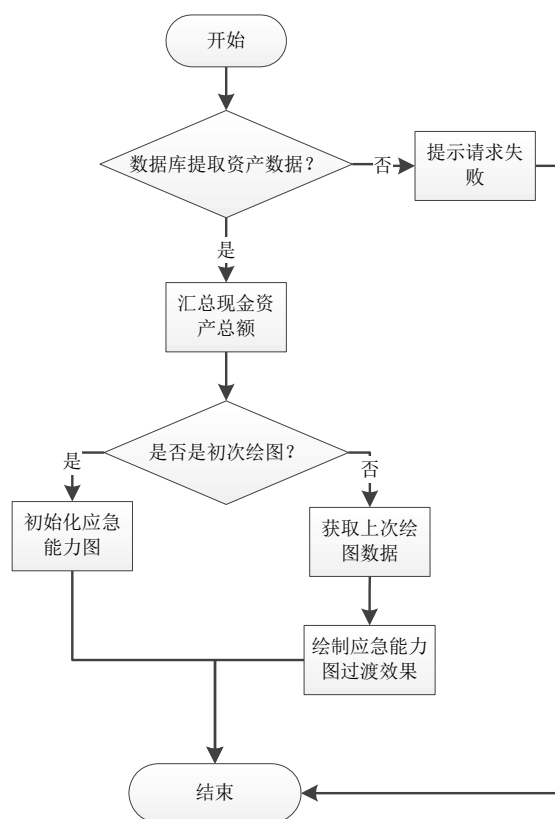 开始
数据库提取资产数据？
否
提示请求失
败
是
汇总现金资
产总额
是否是初次绘图？
是
否
初始化应急
能力图
获取上次绘
图数据
绘制应急能力
图过渡效果
结束